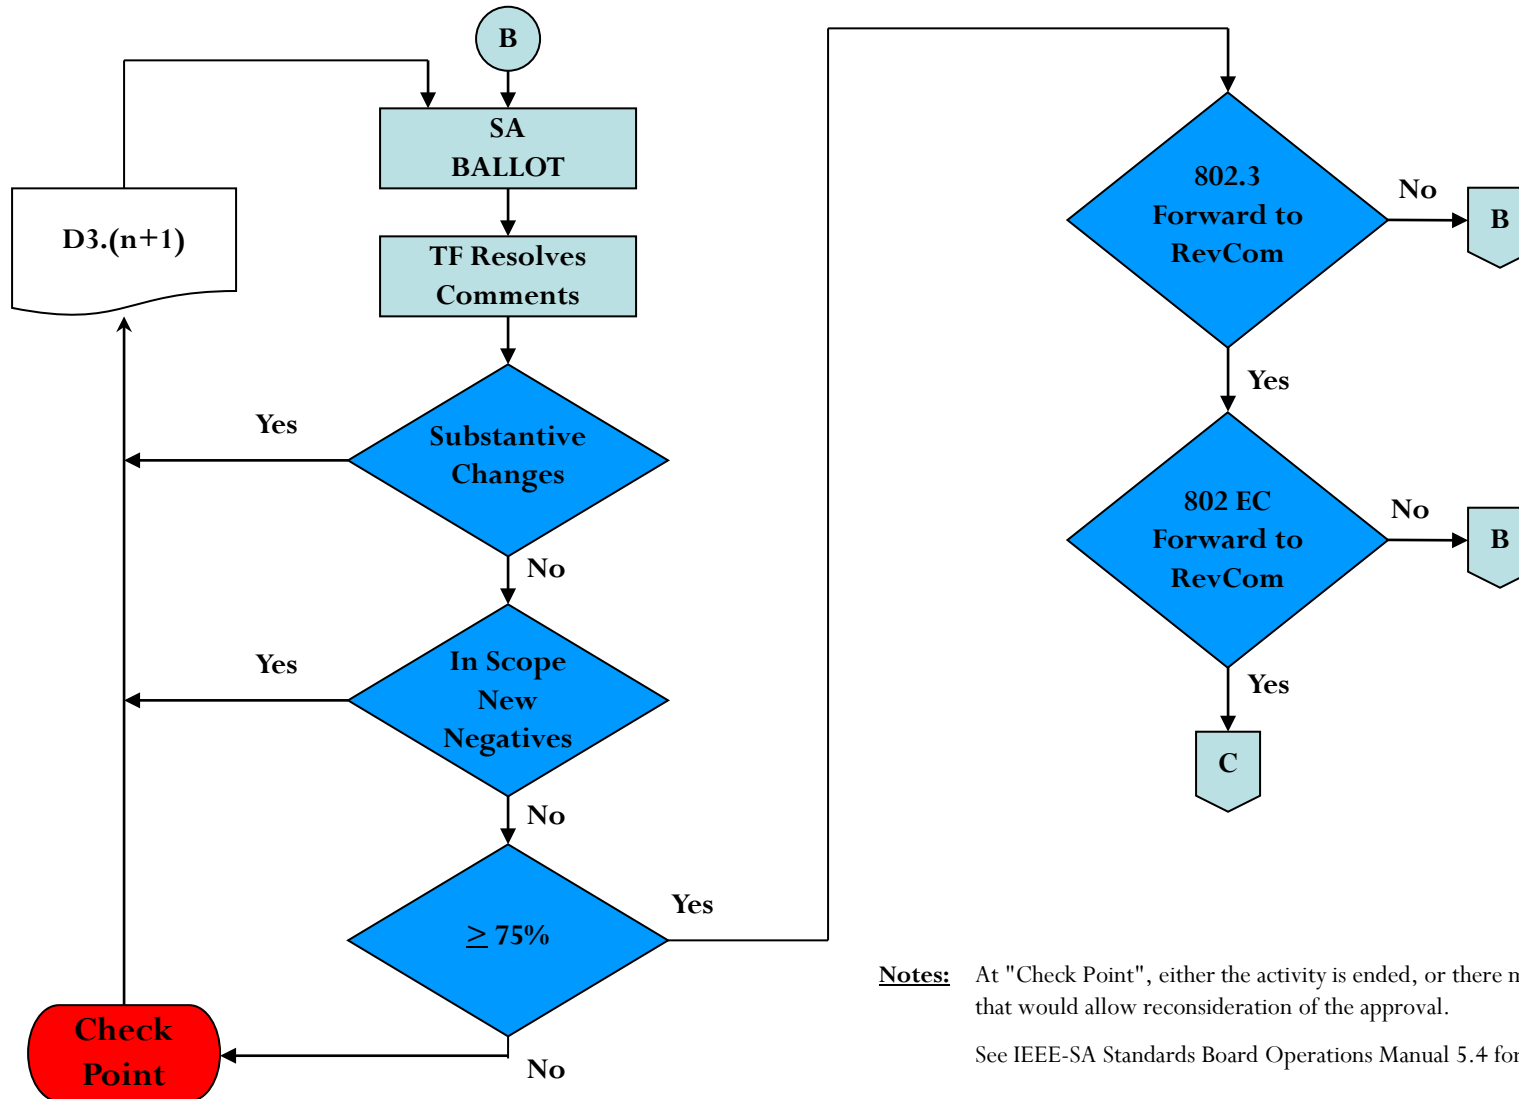 B
SA
BALLOT
TF Resolves
Comments
D3.(n+1)
Substantive
Changes
Yes
No
In Scope
New
Negatives
Yes
No
≥ 75%
Yes
No
Check
Point
802.3
Forward to
RevCom
No
B
Yes
802 EC
Forward to
RevCom
No
B
Yes
C
Notes: At "Check Point", either the activity is ended, or there
that would allow reconsideration of the approval.
See IEEE-SA Standards Board Operations Manual 5.4 for